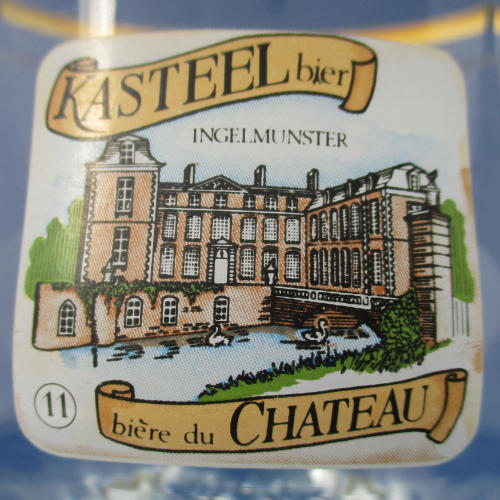 KASTEEL bier
INGELMUNSTER
11
bière du CHATEAU